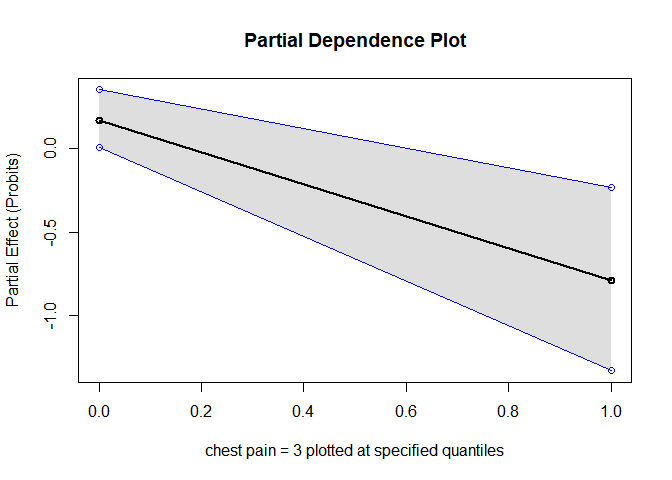 Partial Dependence Plot
Partial Effect (Probits)
0.0
-0.5
-1.0
0.0 0.2 0.4 0.6 0.8 1.0
chest pain = 3 plotted at specified quantiles